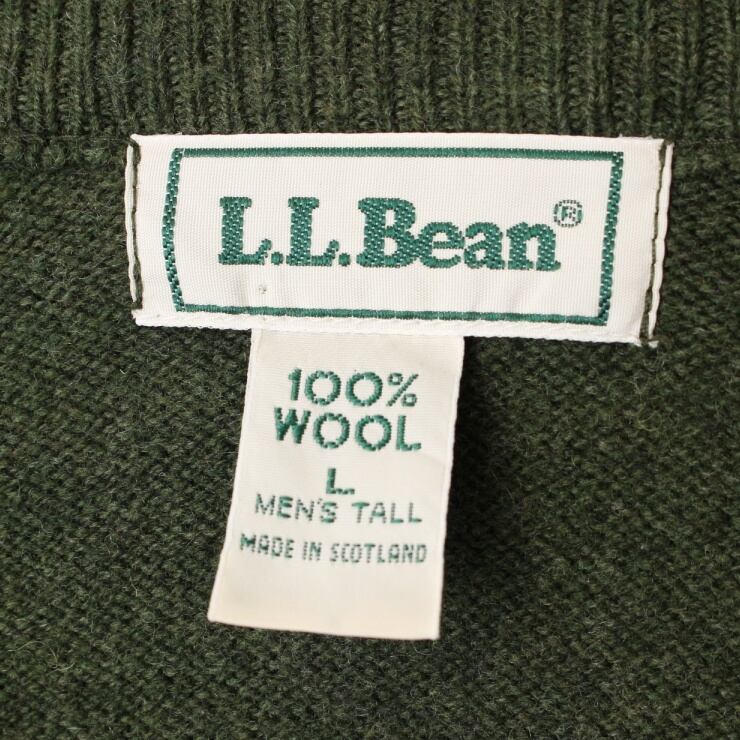 L.L.Bean®
100%
WOOL
L
MEN'S TALL
MADE IN SCOTLAND